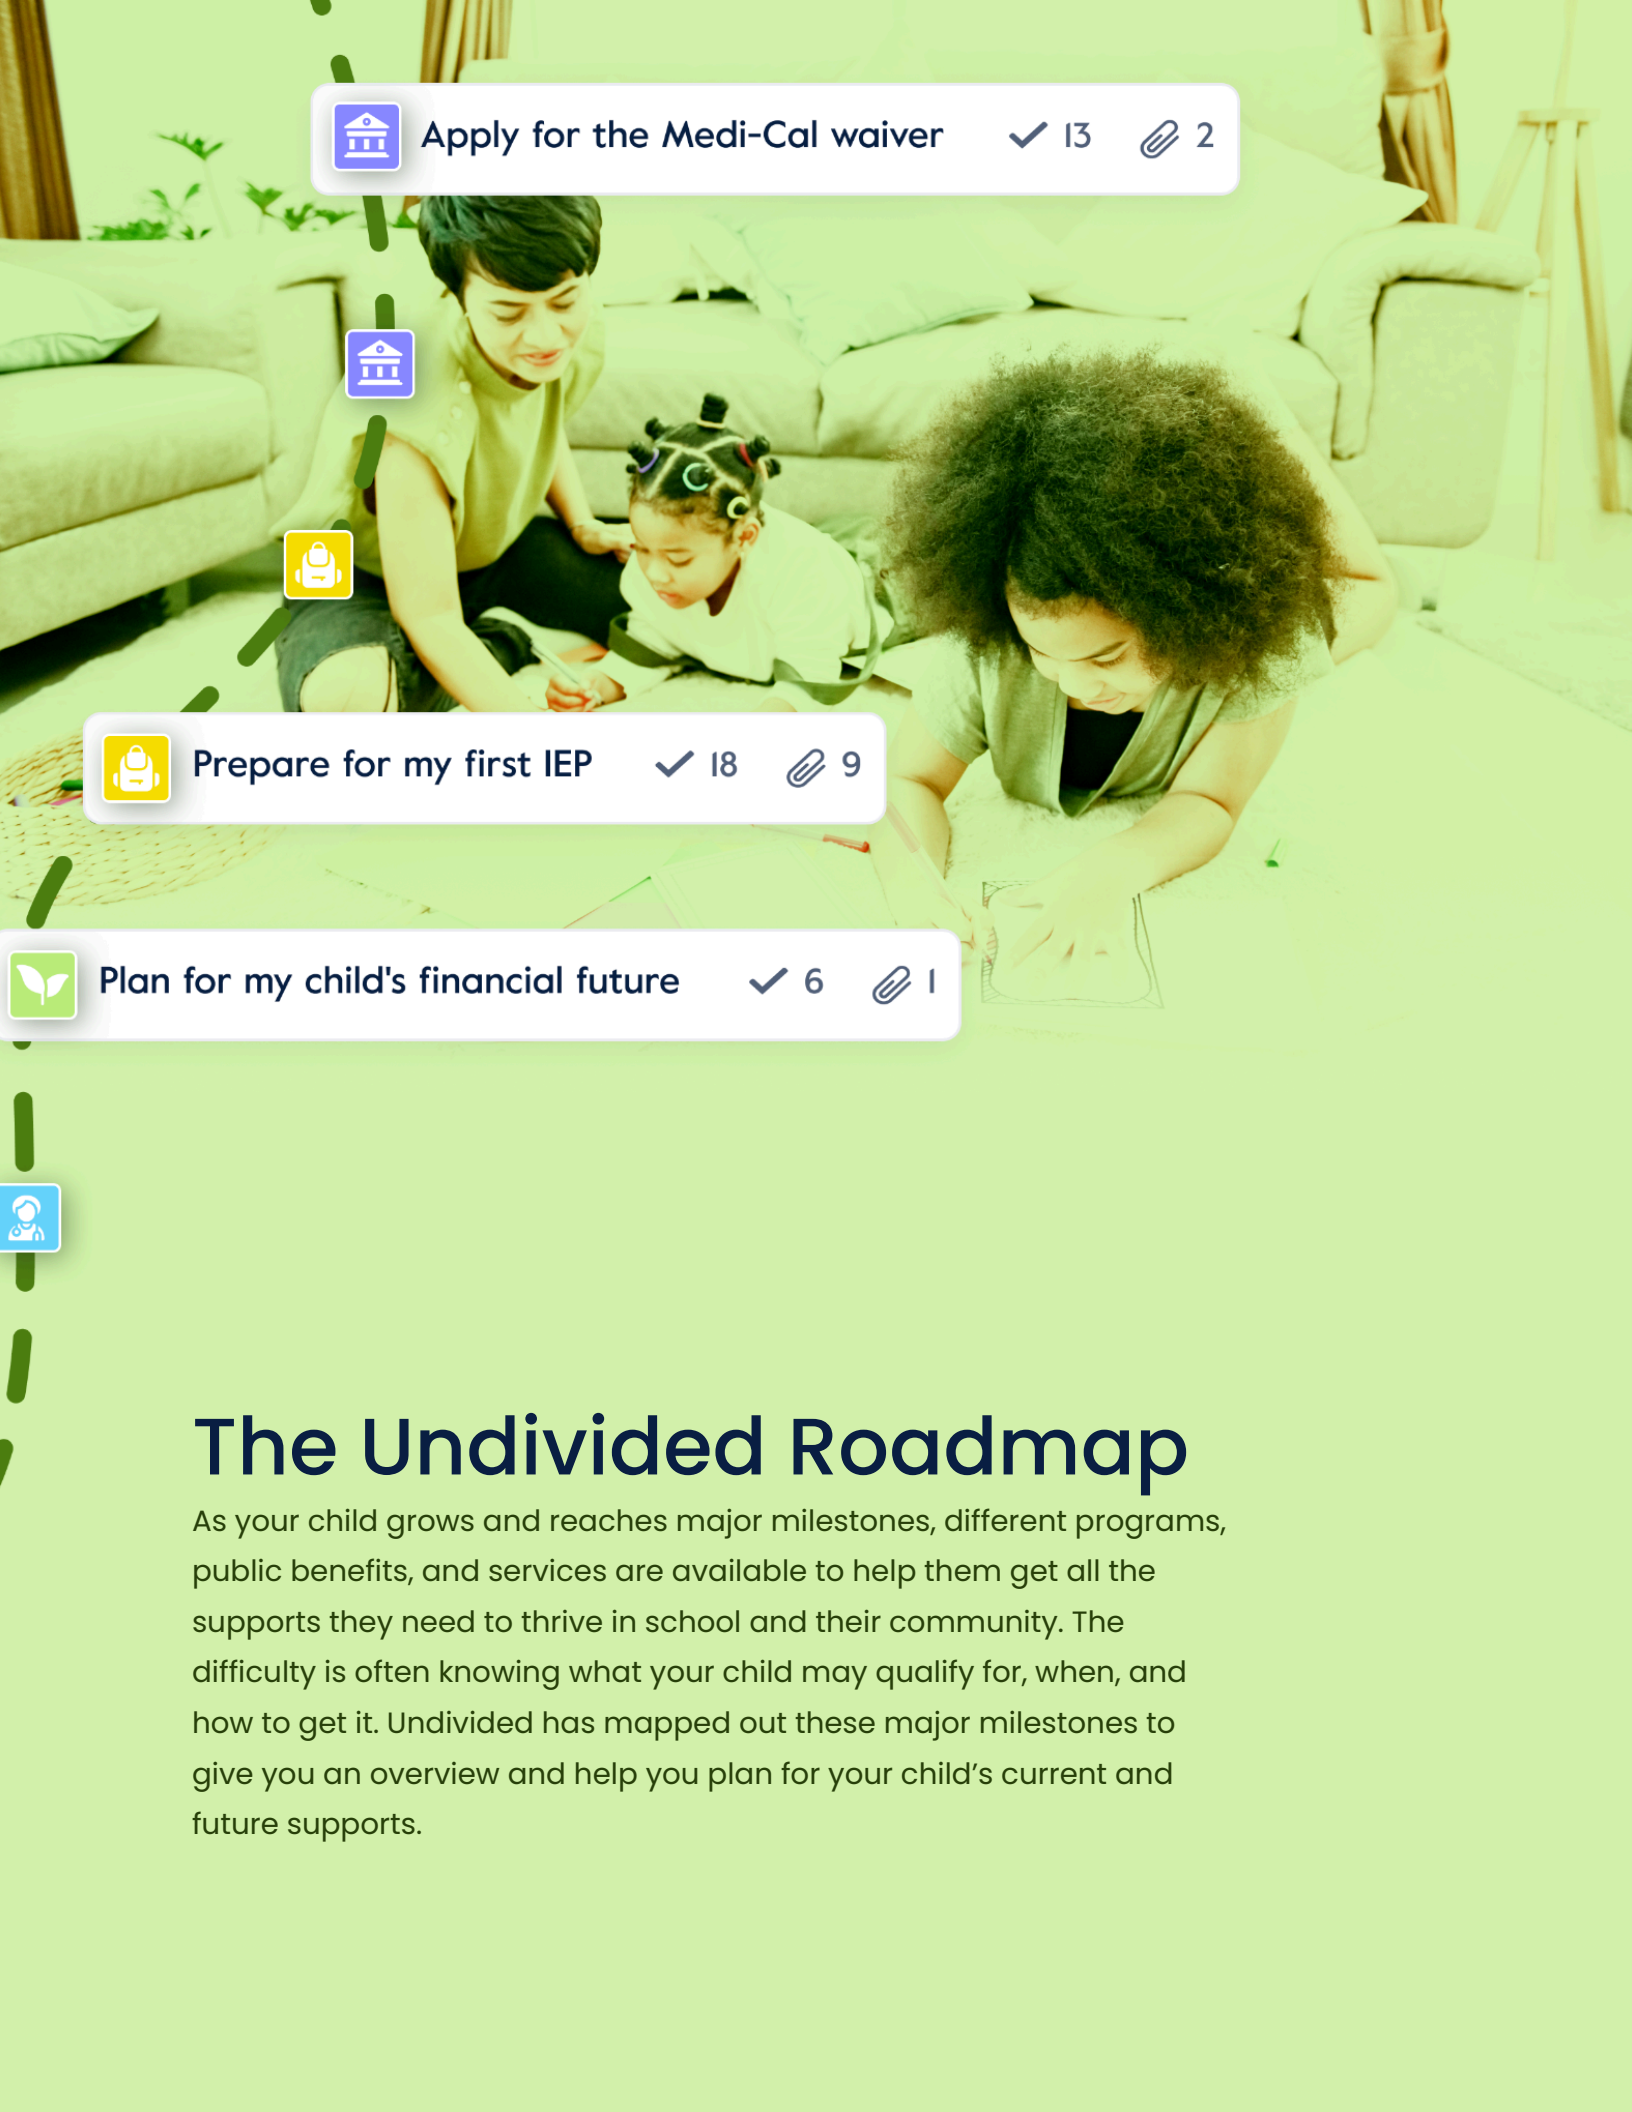 Apply for the Medi-Cal waiver 13 2
Prepare for my first IEP 18 9
Plan for my child's financial future 6 1
The Undivided Roadmap
As your child grows and reaches major milestones, different programs,
public benefits, and services are available to help them get all the
supports they need to thrive in school and their community. The
difficulty is often knowing what your child may qualify for, when, and
how to get it. Undivided has mapped out these major milestones to
give you an overview and help you plan for your child’s current and
future supports.